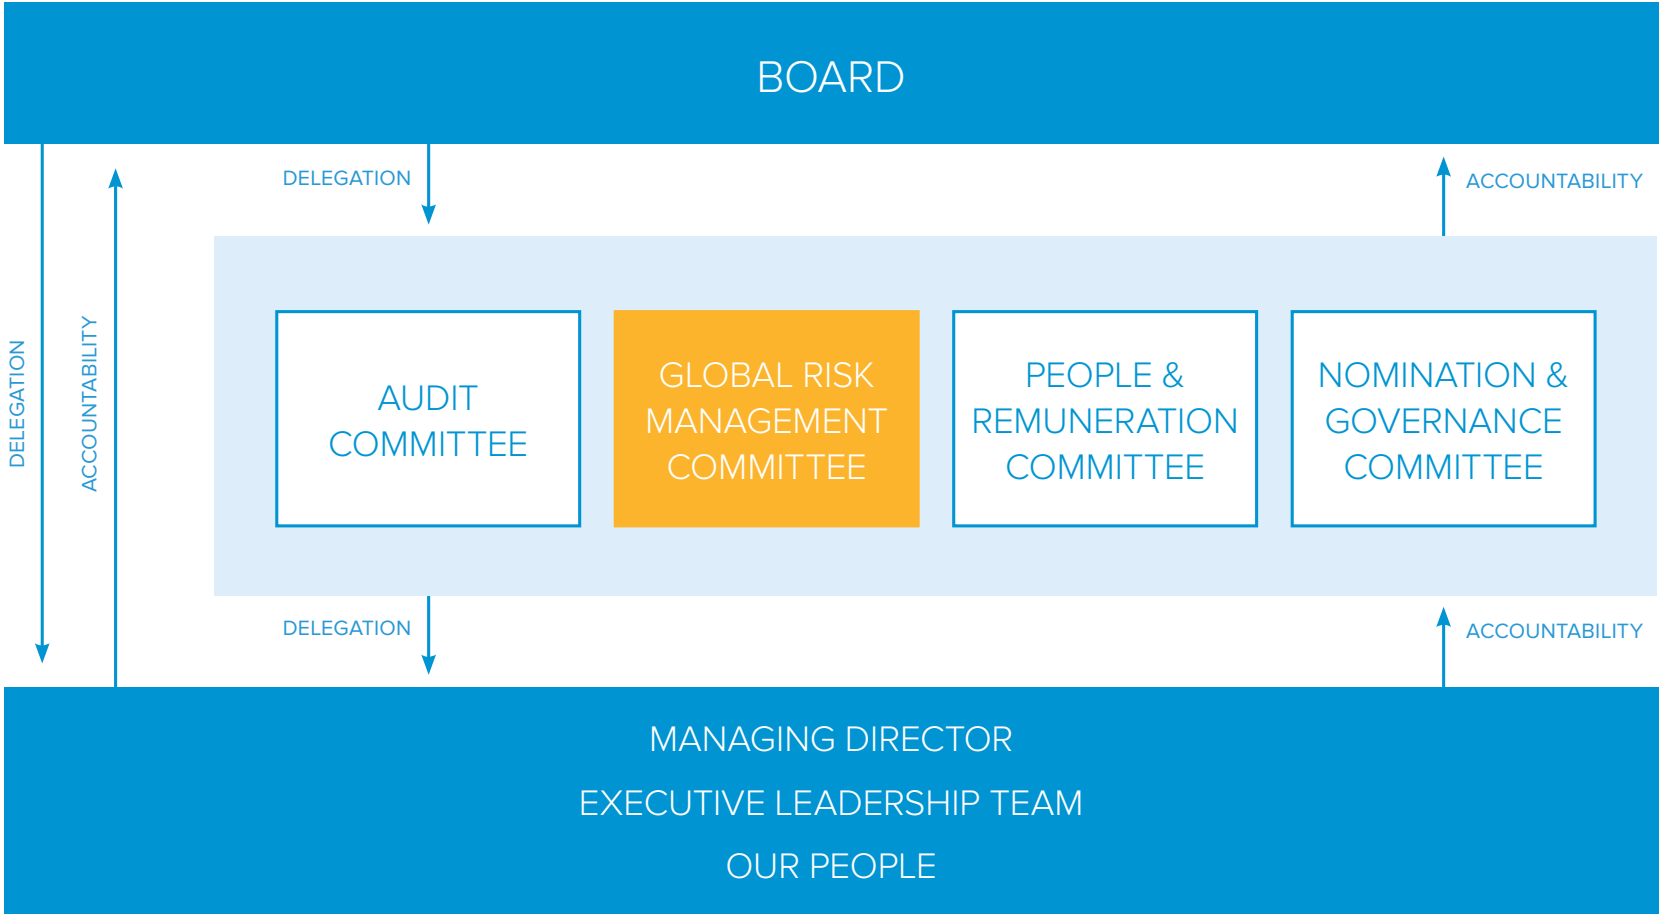 BOARD
DELEGATION
ACCOUNTABILITY
DELEGATION
ACCOUNTABILITY
AUDIT
COMMITTEE
GLOBAL RISK
MANAGEMENT
COMMITTEE
PEOPLE &
REMUNERATION
COMMITTEE
NOMINATION &
GOVERNANCE
COMMITTEE
DELEGATION
ACCOUNTABILITY
MANAGING DIRECTOR
EXECUTIVE LEADERSHIP TEAM
OUR PEOPLE